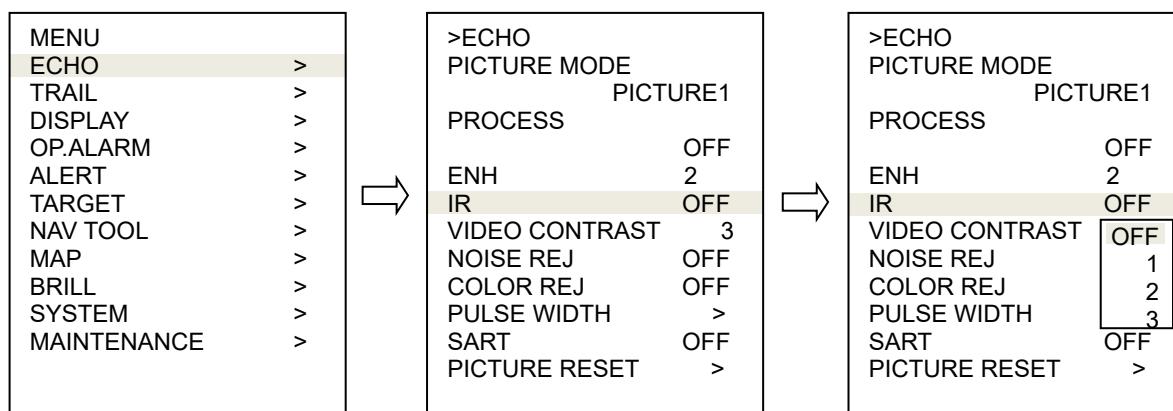 MENU
ECHO >
TRAIL >
DISPLAY >
OP.ALARM >
ALERT >
TARGET >
NAV TOOL >
MAP >
BRILL >
SYSTEM >
MAINTENANCE >
>ECHO
PICTURE MODE
PICTURE1
PROCESS
OFF
ENH 2
IR OFF
VIDEO CONTRAST 3
NOISE REJ OFF
COLOR REJ OFF
PULSE WIDTH >
SART OFF
PICTURE RESET >
>ECHO
PICTURE MODE
PICTURE1
PROCESS
OFF
ENH 2
IR OFF
VIDEO CONTRAST OFF
NOISE REJ 1
COLOR REJ 2
PULSE WIDTH 3
SART OFF
PICTURE RESET >